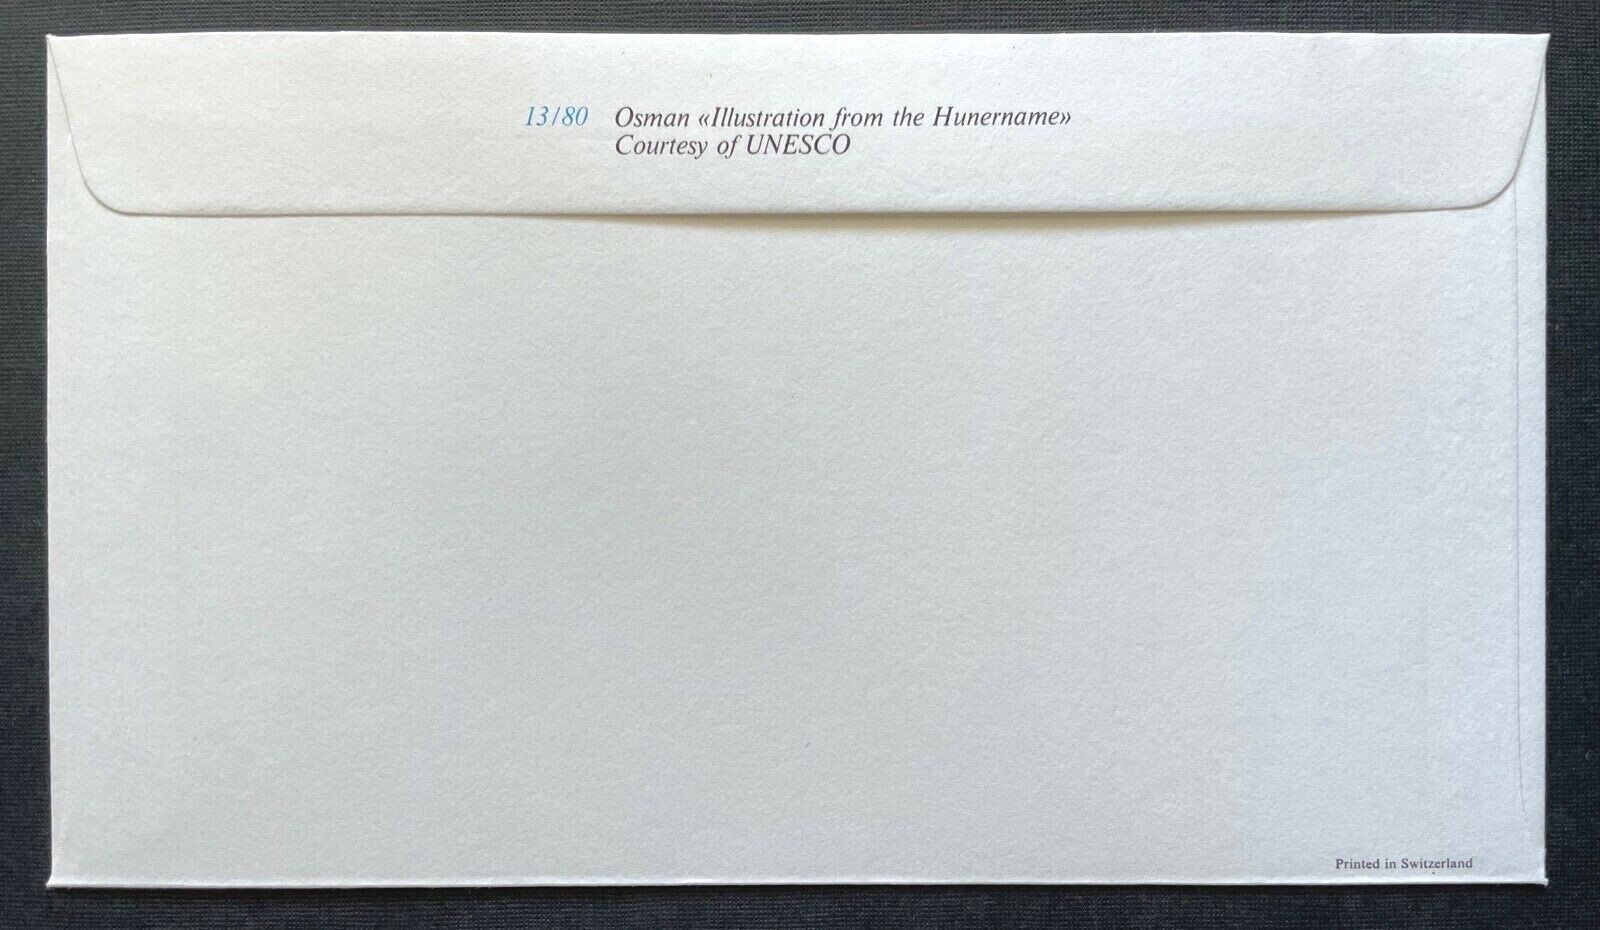 13/80 Osman «Illustration from the Hunername»
Courtesy of UNESCO
Printed in Switzerland